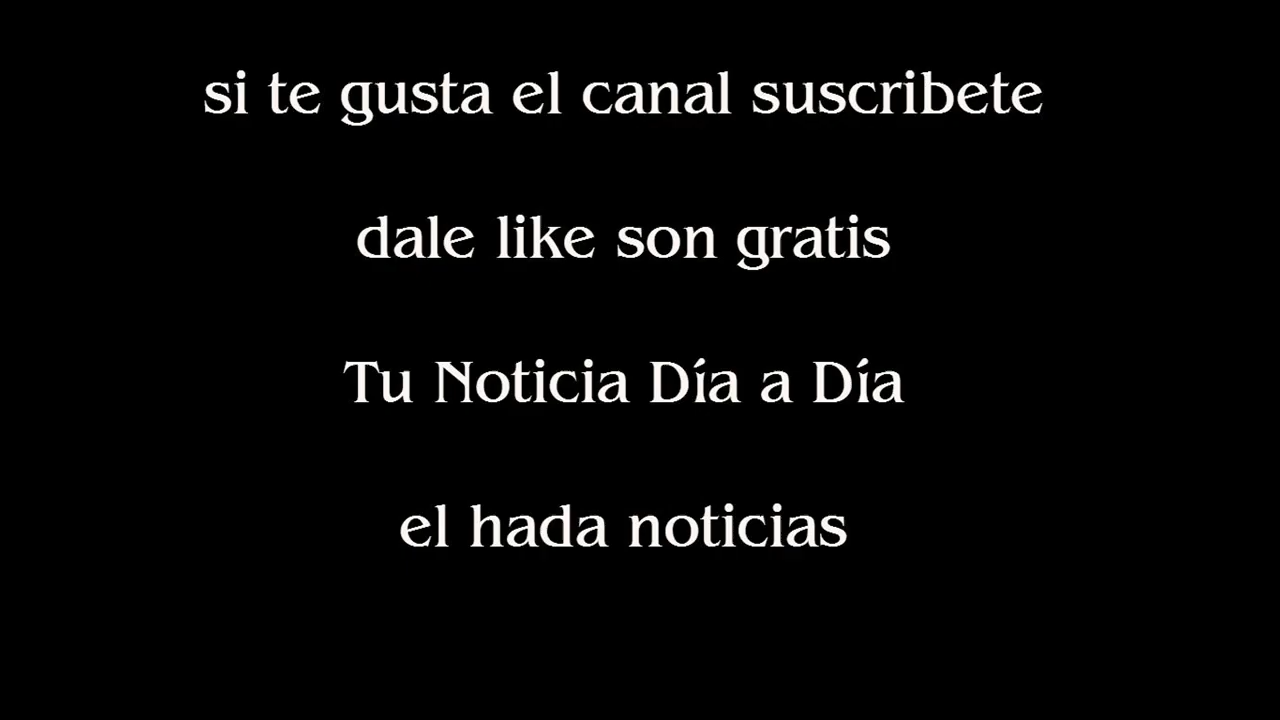 si te gusta el canal suscribete
dale like son gratis
Tu Noticia Día a Día
el hada noticias